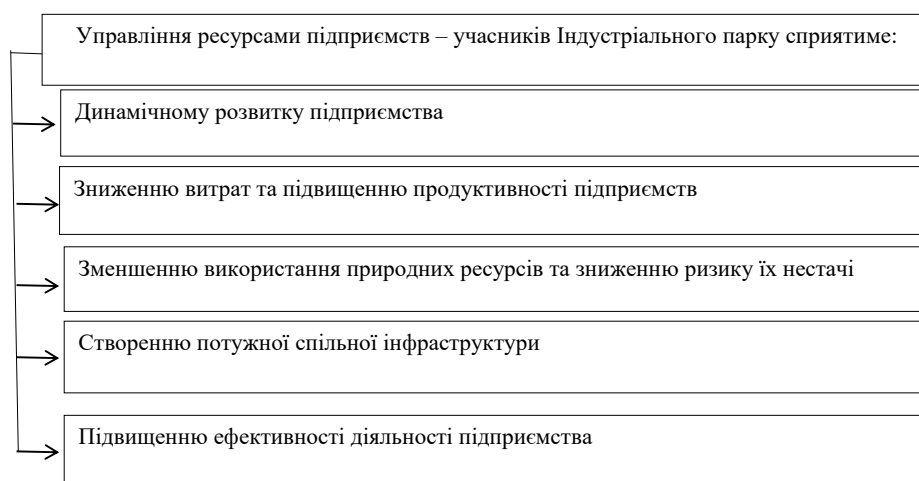 Управління ресурсами підприємств – учасників Індустріального парку сприятиме:
Динамічному розвитку підприємства
Зниженню витрат та підвищенню продуктивності підприємств
Зменшенню використання природних ресурсів та зниженню ризику їх нестачі
Створенню потужної спільної інфраструктури
Підвищенню ефективності діяльності підприємства